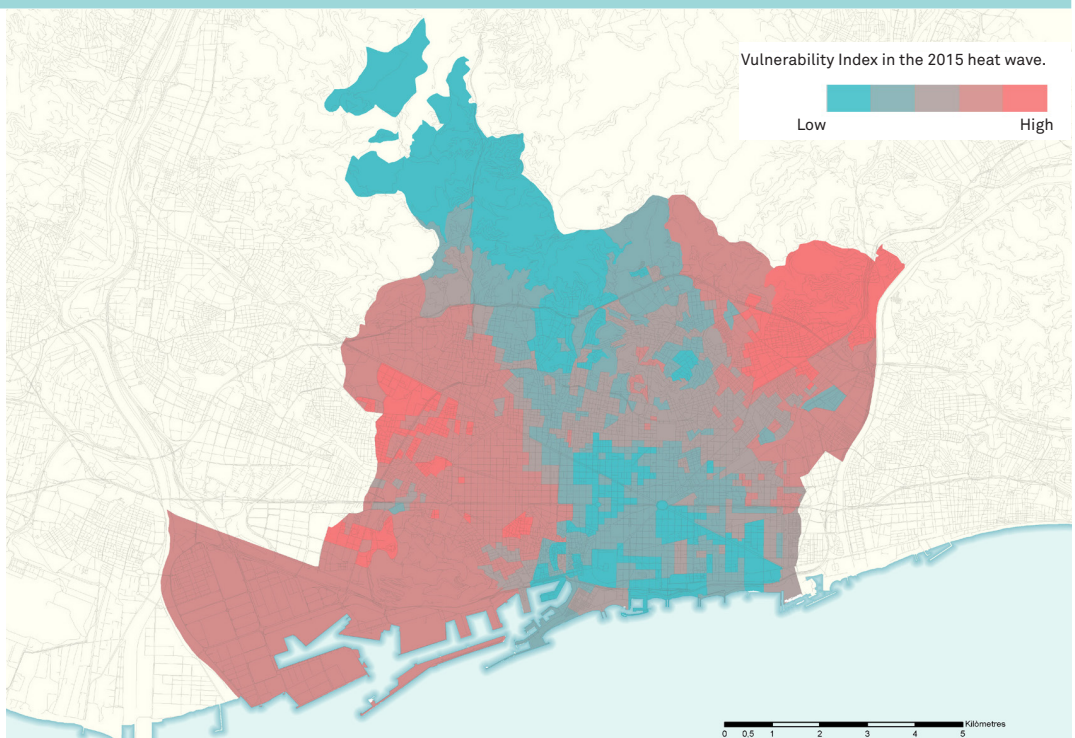 Vulnerability Index in the 2015 heat wave.
Low High
Kilòmetres
0 0,5 1 2 3 4 5